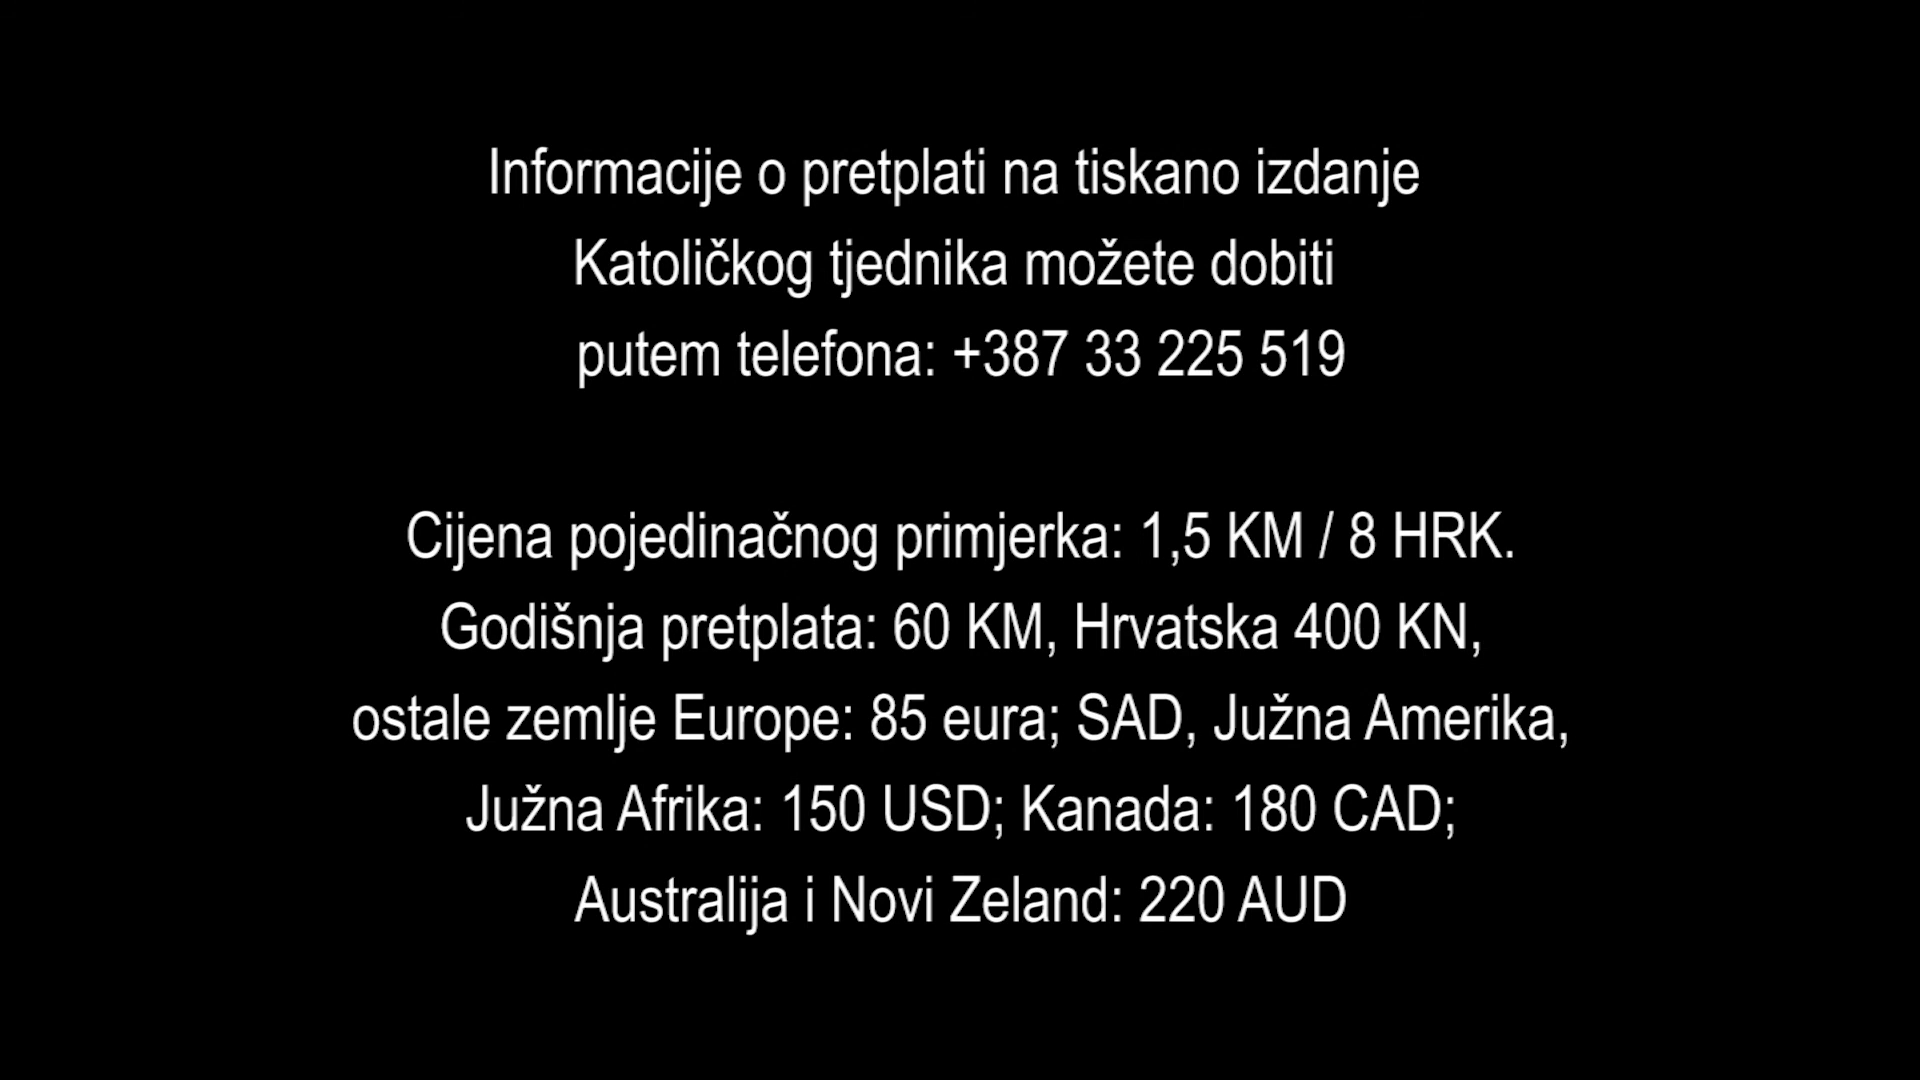 Informacije o pretplati na tiskano izdanje
Katoličkog tjednika možete dobiti
putem telefona: +387 33 225 519
Cijena pojedinačnog primjerka: 1,5 KM / 8 HRK.
Godišnja pretplata: 60 KM, Hrvatska 400 KN,
ostale zemlje Europe: 85 eura; SAD, Južna Amerika,
Južna Afrika: 150 USD; Kanada: 180 CAD;
Australija i Novi Zeland: 220 AUD